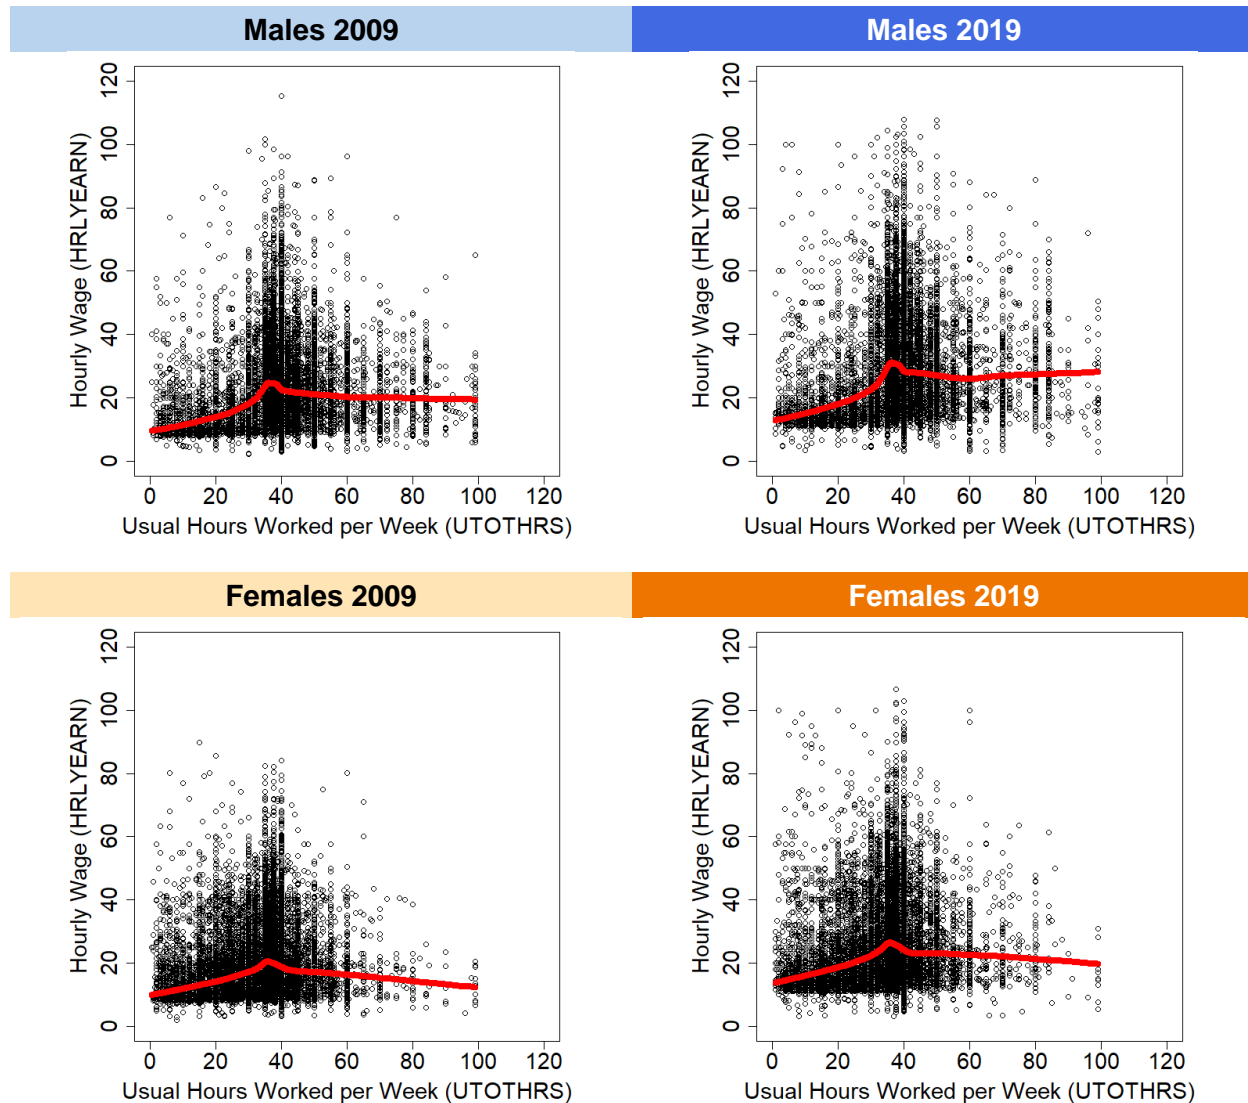 Males 2009
Males 2019
120
100
80
60
40
20
0
Hourly Wage (HRLYEARN)
0 20 40 60 80 100 120
Usual Hours Worked per Week (UTOTHRS)
120
100
80
60
40
20
0
Hourly Wage (HRLYEARN)
0 20 40 60 80 100 120
Usual Hours Worked per Week (UTOTHRS)
Females 2009
Females 2019
120
100
80
60
40
20
0
Hourly Wage (HRLYEARN)
0 20 40 60 80 100 120
Usual Hours Worked per Week (UTOTHRS)
120
100
80
60
40
20
0
Hourly Wage (HRLYEARN)
0 20 40 60 80 100 120
Usual Hours Worked per Week (UTOTHRS)